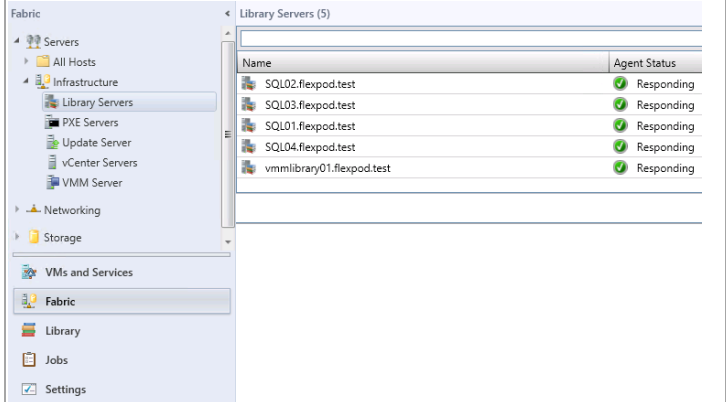 Fabric
Servers
All Hosts
Infrastructure
Library Servers
PXE Servers
Update Server
vCenter Servers
VMM Server
Networking
Storage
VMs and Services
Fabric
Library
Jobs
Settings
Library Servers (5)
Name Agent Status
SQL02.flexpod.test Responding
SQL03.flexpod.test Responding
SQL01.flexpod.test Responding
SQL04.flexpod.test Responding
vmmlibrary01.flexpod.test Responding